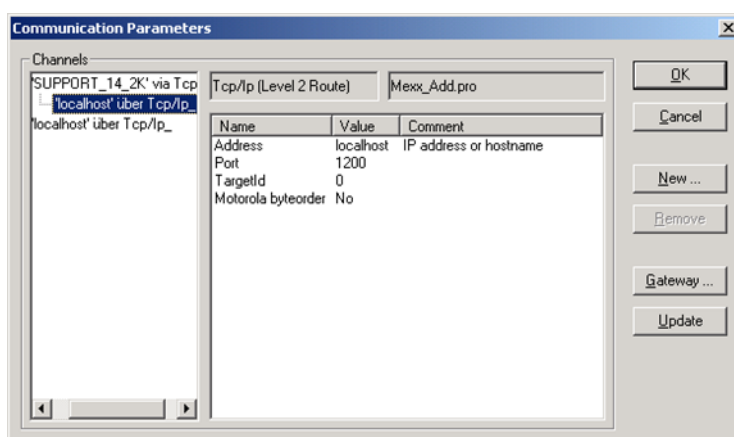 Communication Parameters
Channels
'SUPPORT_14_2K' via Tcp
'localhost' über Tcp/Ip_
'localhost' über Tcp/Ip_
Tcp/Ip (Level 2 Route)
Mexx_Add.pro
Name Value Comment
Address localhost IP address or hostname
Port 1200
TargetId 0
Motorola byteorder No
OK
Cancel
New ...
Remove
Gateway ...
Update